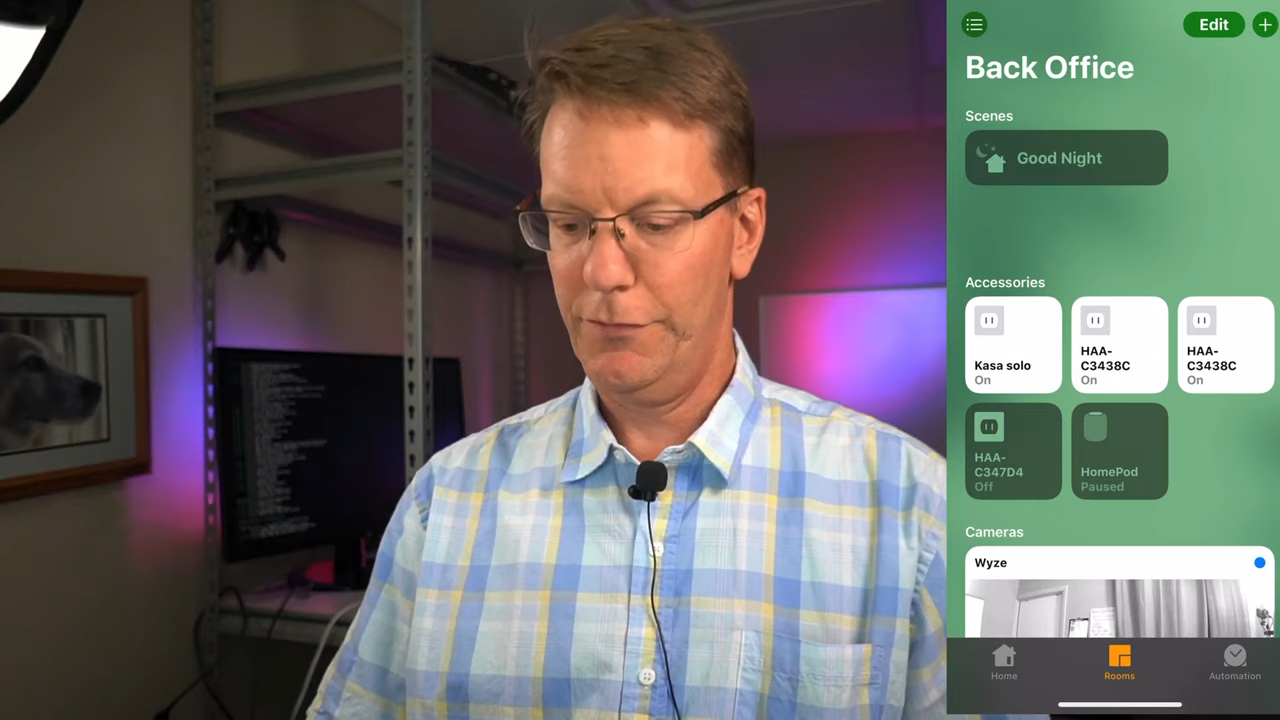 Edit
Back Office
Scenes
Good Night
Accessories
Kasa solo
On
HAA-
C3438C
On
HAA-
C3438C
On
HAA-
C347D4
Off
HomePod
Paused
Cameras
Wyze
Home
Rooms
Automation